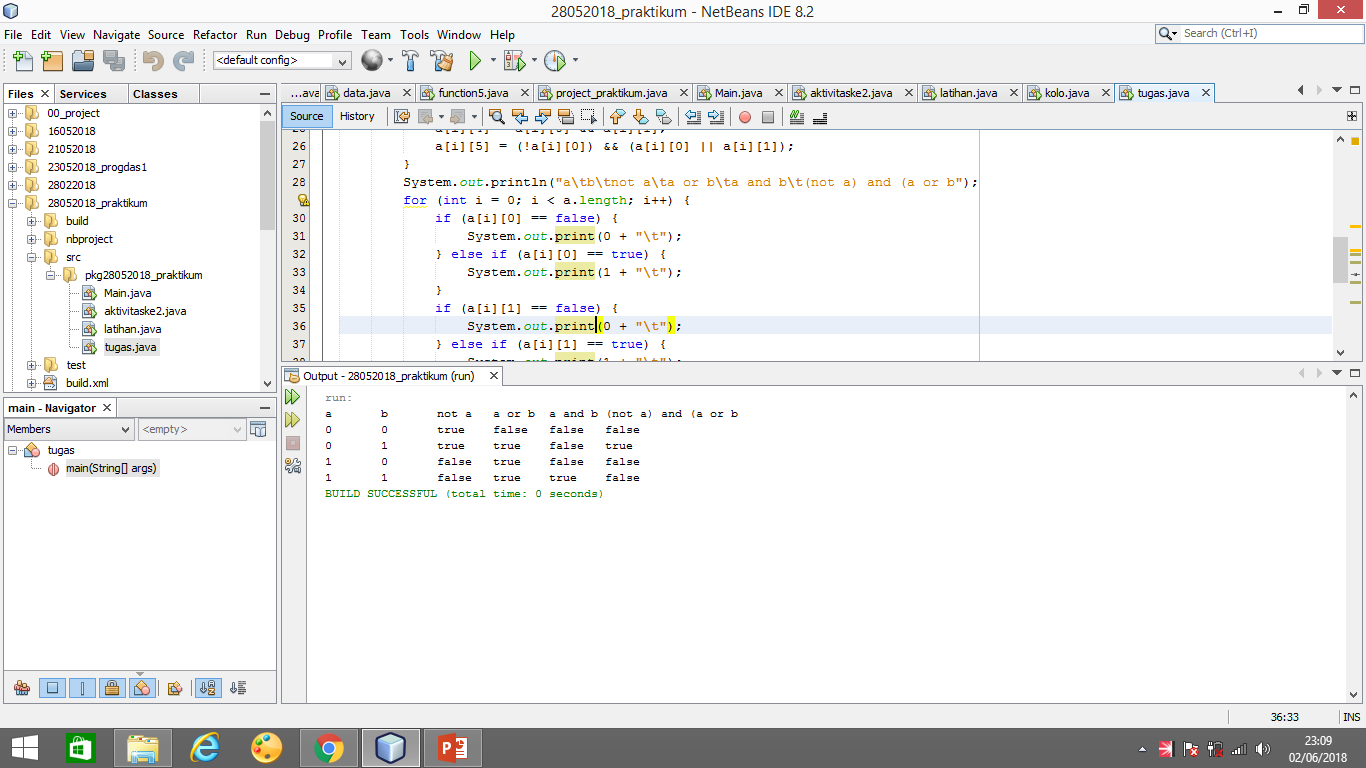 28052018_praktikum - NetBeans IDE 8.2
File Edit View Navigate Source Refactor Run Debug Profile Team Tools Window Help
Search (Ctrl+I)
<default config>
Files Services Classes
00_project
16052018
21052018
23052018_progdas1
28022018
28052018_praktikum
build
nbproject
src
pkg28052018_praktikum
Main.java
aktivitaske2.java
latihan.java
tugas.java
test
build.xml
main - Navigator
Members <empty>
tugas
main(String[] args)
...ava data.java function5.java project_praktikum.java Main.java aktivitaske2.java latihan.java kolo.java tugas.java
Source History
26 a[i][5] = (!a[i][0]) && (a[i][0] || a[i][1]);
27 }
28 System.out.println("a\tb\tnot a\ta or b\ta and b\t(not a) and (a or b");
for (int i = 0; i < a.length; i++) {
30 if (a[i][0] == false) {
31 System.out.print(0 + "\t");
32 } else if (a[i][0] == true) {
33 System.out.print(1 + "\t");
34 }
35 if (a[i][1] == false) {
36 System.out.print(0 + "\t");
37 } else if (a[i][1] == true) {
38 System.out.print(1 + "\t");
Output - 28052018_praktikum (run)
run:
a b not a a or b a and b (not a) and (a or b
0 0 true false false false
0 1 true true false true
1 0 false true false false
1 1 false true true false
BUILD SUCCESSFUL (total time: 0 seconds)
36:33 INS
23:09
02/06/2018